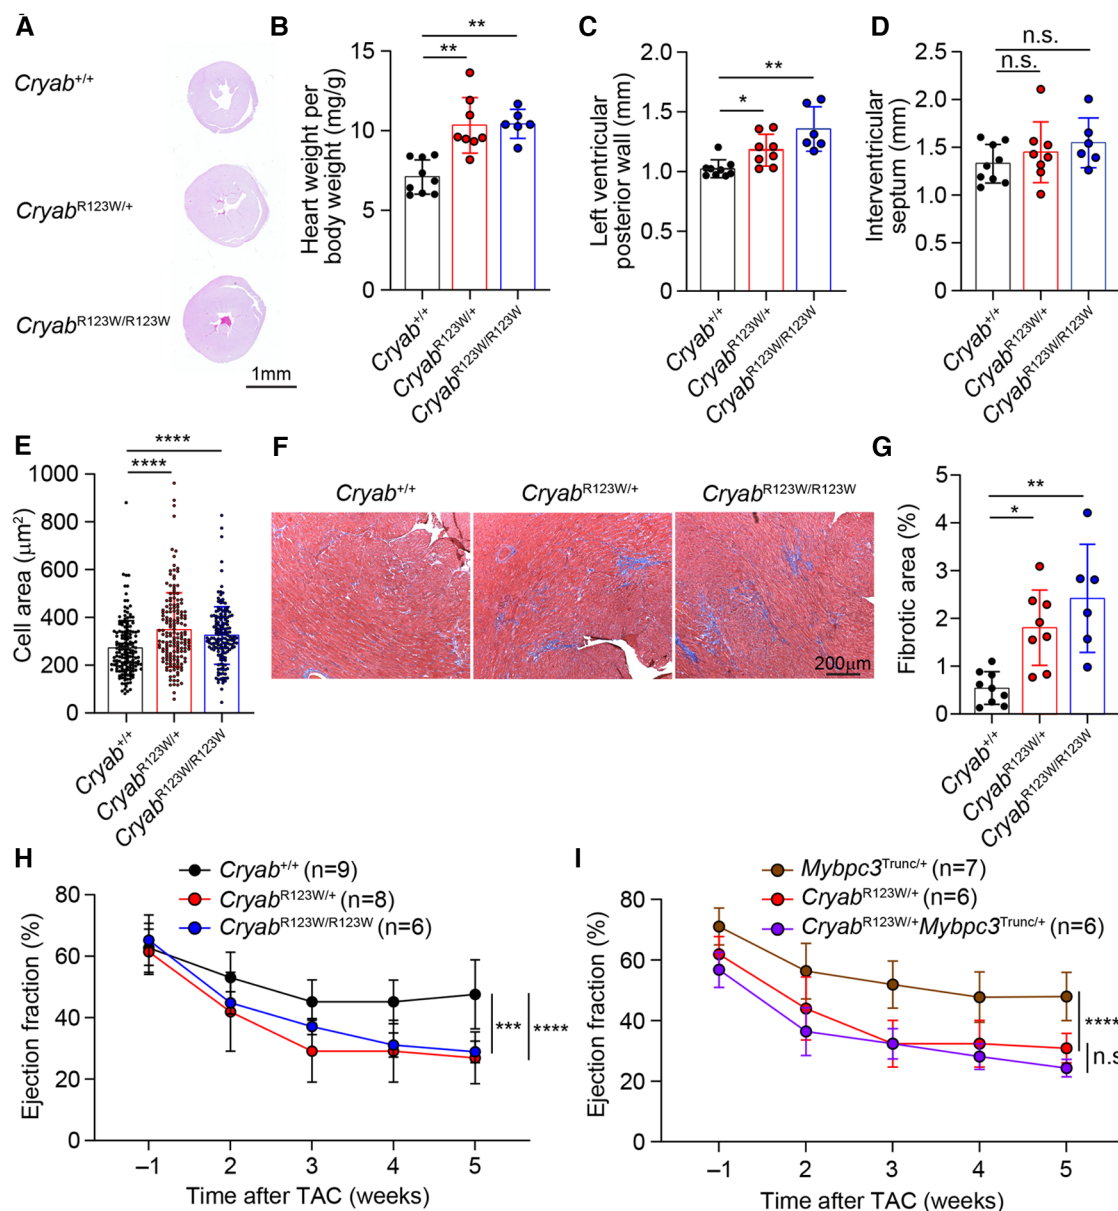 A
Cryab+/+
CryabR123W/+
CryabR123W/R123W
1mm
B
Heart weight per
body weight (mg/g)
15
10
5
0
**
**
Cryab+/+
CryabR123W/+
CryabR123W/R123W
C
Left ventricular
posterior wall (mm)
2.0
1.5
1.0
0.5
0
**
*
Cryab+/+
CryabR123W/+
CryabR123W/R123W
D
Interventricular
septum (mm)
2.5
2.0
1.5
1.0
0.5
0
n.s.
n.s.
Cryab+/+
CryabR123W/+
CryabR123W/R123W
E
Cell area (μm2)
1000
800
600
400
200
0
****
****
Cryab+/+
CryabR123W/+
CryabR123W/R123W
F
Cryab+/+
CryabR123W/+
CryabR123W/R123W
200μm
G
Fibrotic area (%)
5
4
3
2
1
0
**
*
Cryab+/+
CryabR123W/+
CryabR123W/R123W
H
Cryab+/+ (n=9)
CryabR123W/+ (n=8)
CryabR123W/R123W (n=6)
Ejection fraction (%)
80
60
40
20
0
*** ****
–1 2 3 4 5
Time after TAC (weeks)
I
Mybpc3Trunc/+ (n=7)
CryabR123W/+ (n=6)
CryabR123W/+Mybpc3Trunc/+ (n=6)
Ejection fraction (%)
80
60
40
20
0
****
n.s
–1 2 3 4 5
Time after TAC (weeks)